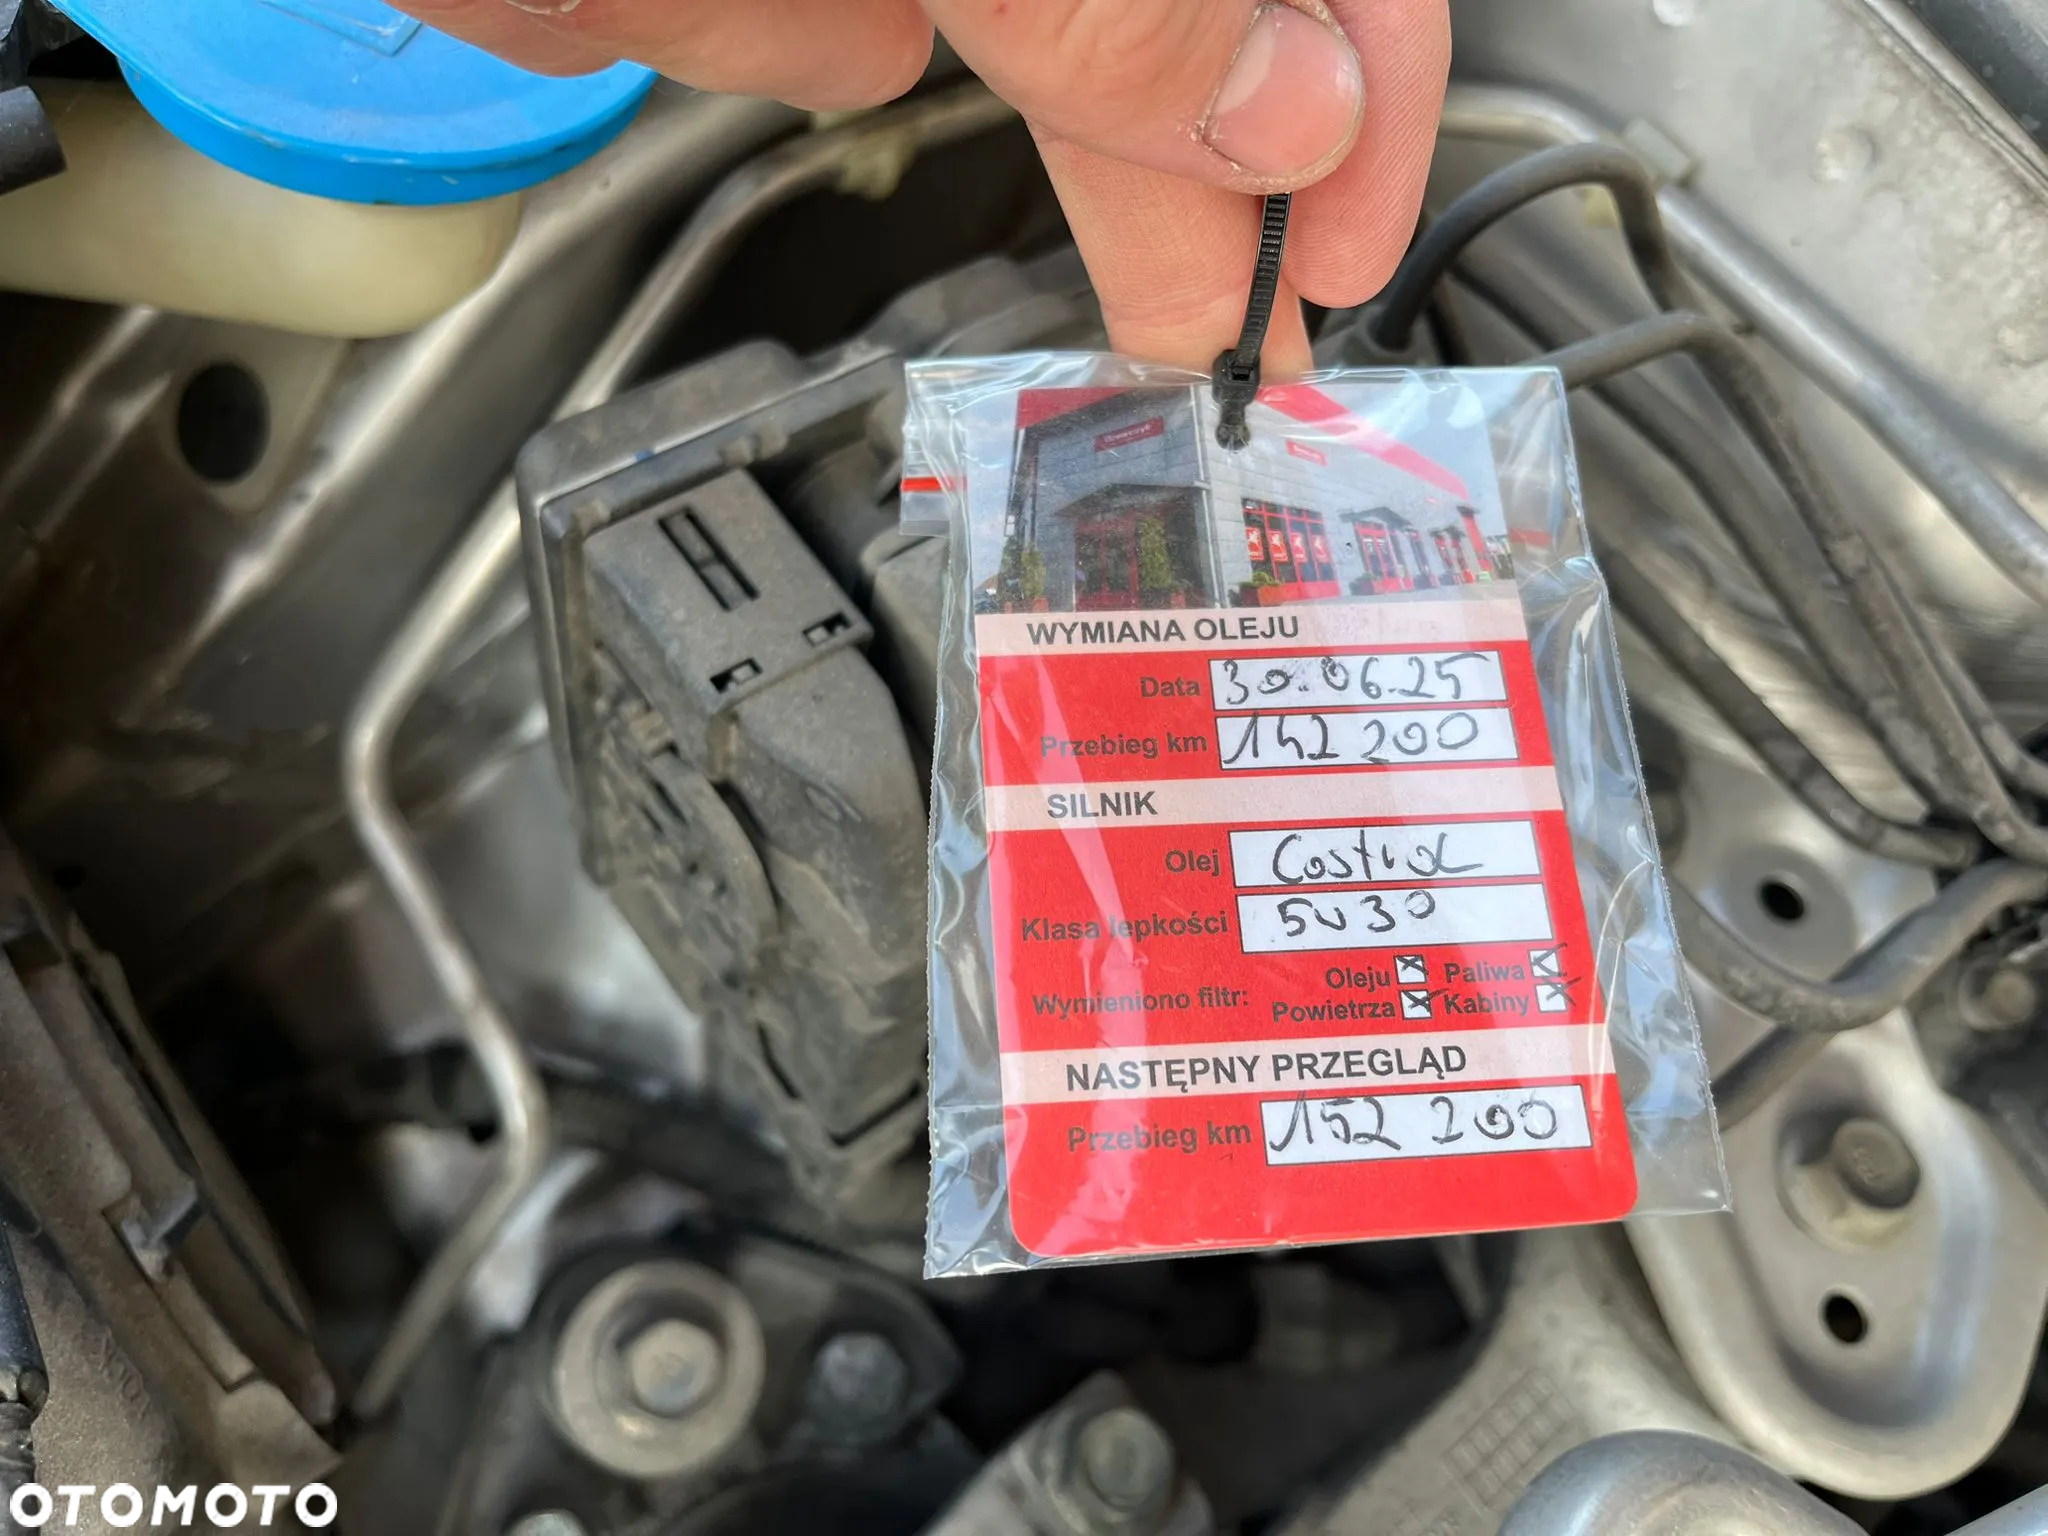 WYMIANA OLEJU
Data 30.06.25
Przebieg km 142 200
SILNIK
Olej Castrol
Klasa lepkości 5W30
Wymieniono filtr: Oleju Paliwa
Powietrza Kabiny
NASTĘPNY PRZEGLĄD
Przebieg km 152 200
OTOMOTO